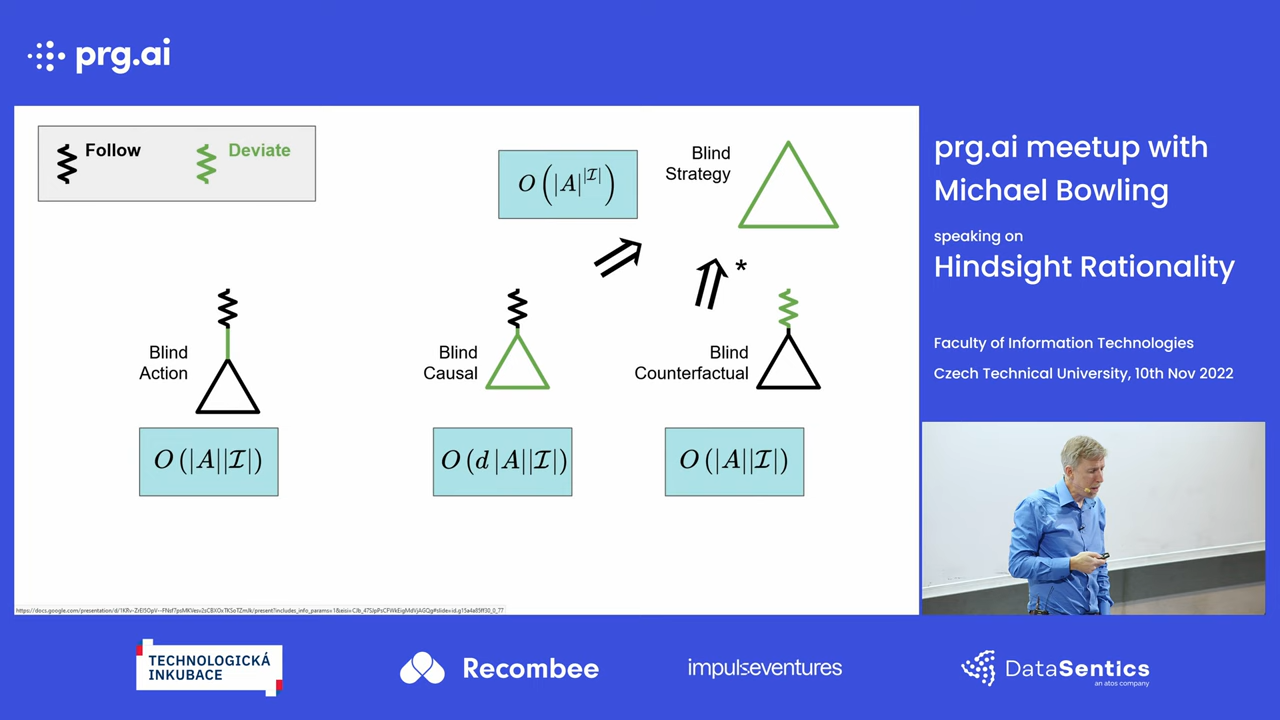 prg.ai
Follow
Deviate
O(|A|^{|I|})
Blind
Strategy
*
Blind
Action
Blind
Causal
Blind
Counterfactual
O(|A||I|)
O(d|A||I|)
O(|A||I|)
prg.ai meetup with
Michael Bowling
speaking on
Hindsight Rationality
Faculty of Information Technologies
Czech Technical University, 10th Nov 2022
TECHNOLOGICKÁ
INKUBACE
Recombee
impulseventures
DataSentics
an atos company